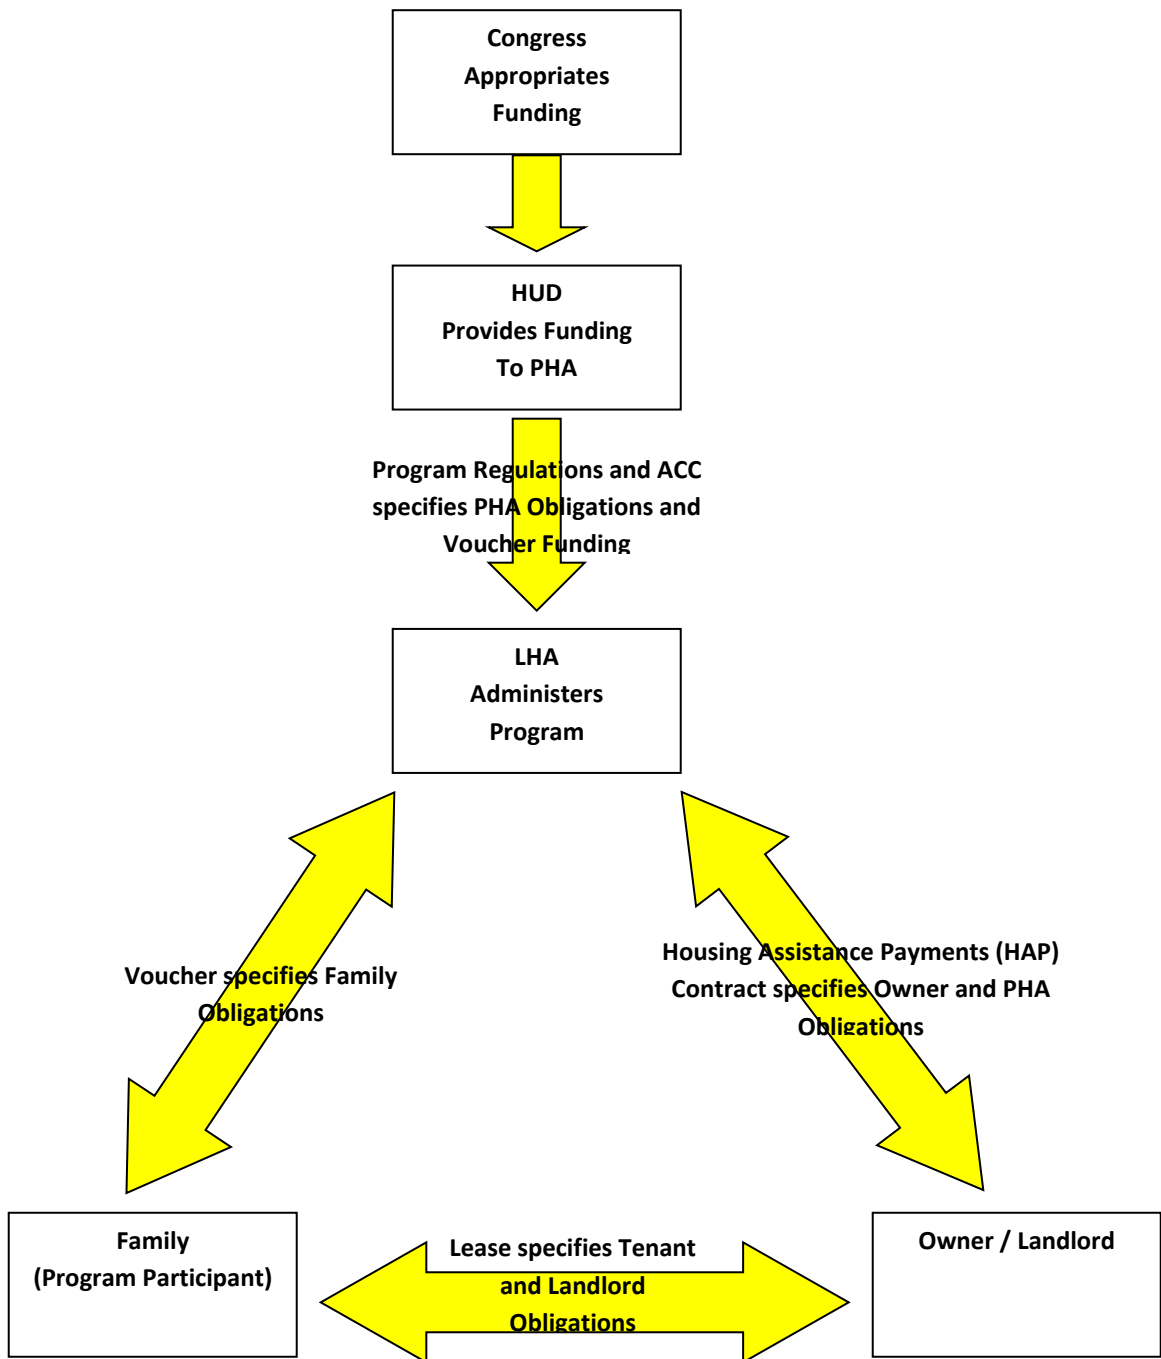 Congress
Appropriates
Funding
HUD
Provides Funding
To PHA
Program Regulations and ACC
specifies PHA Obligations and
Voucher Funding
LHA
Administers
Program
Voucher specifies Family
Obligations
Housing Assistance Payments (HAP)
Contract specifies Owner and PHA
Obligations
Family
(Program Participant)
Lease specifies Tenant
and Landlord
Obligations
Owner / Landlord